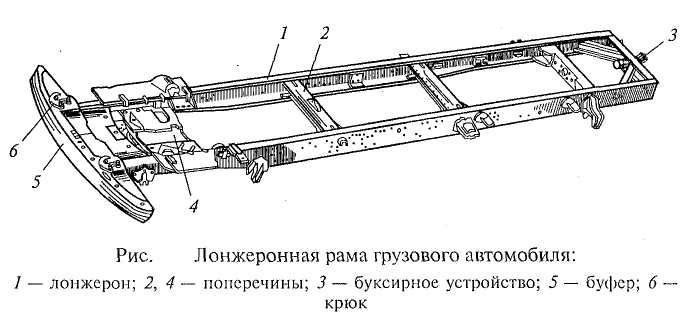 1
2
3
6
5
4
Рис. Лонжеронная рама грузового автомобиля:
1 — лонжерон; 2, 4 — поперечины; 3 — буксирное устройство; 5 — буфер; 6 —
крюк